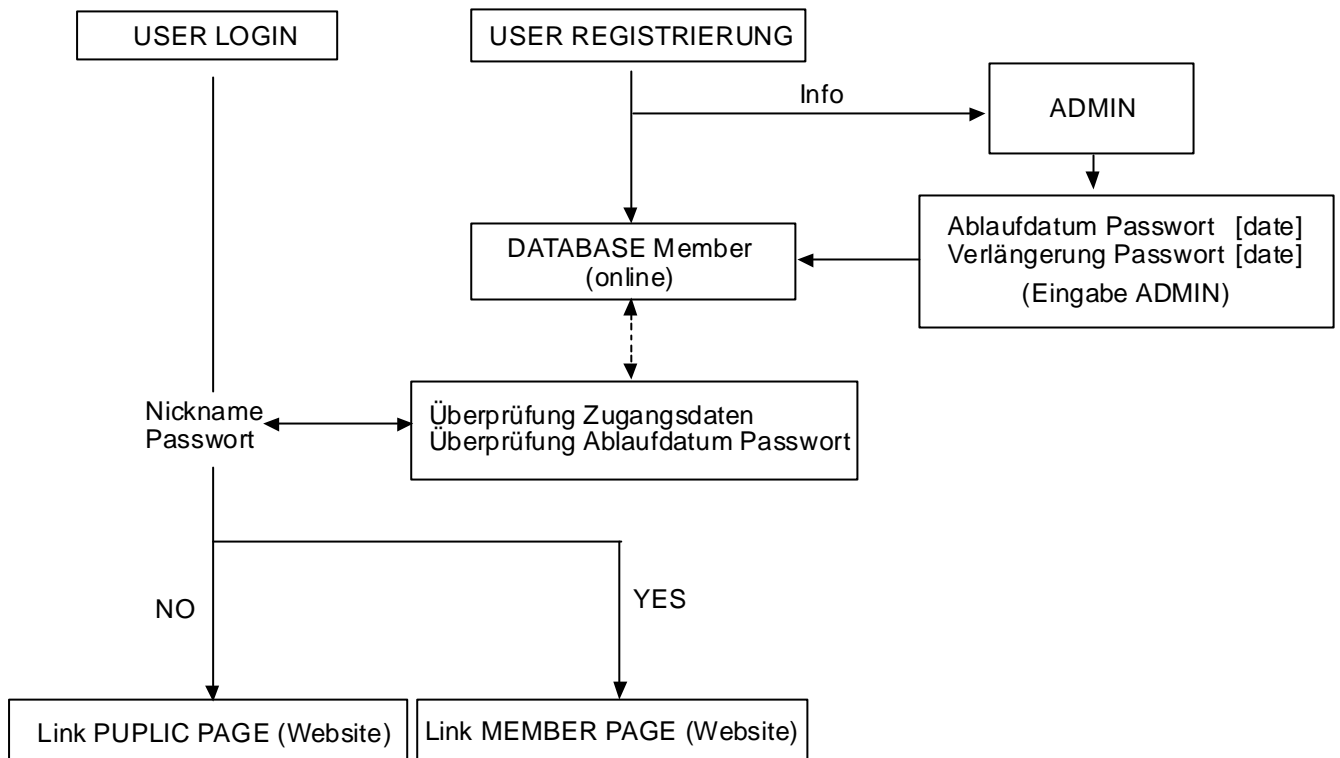 USER LOGIN
USER REGISTRIERUNG
Info
ADMIN
Ablaufdatum Passwort [date]
Verlängerung Passwort [date]
(Eingabe ADMIN)
DATABASE Member
(online)
Nickname
Passwort
Überprüfung Zugangsdaten
Überprüfung Ablaufdatum Passwort
NO
YES
Link PUPLIC PAGE (Website)
Link MEMBER PAGE (Website)